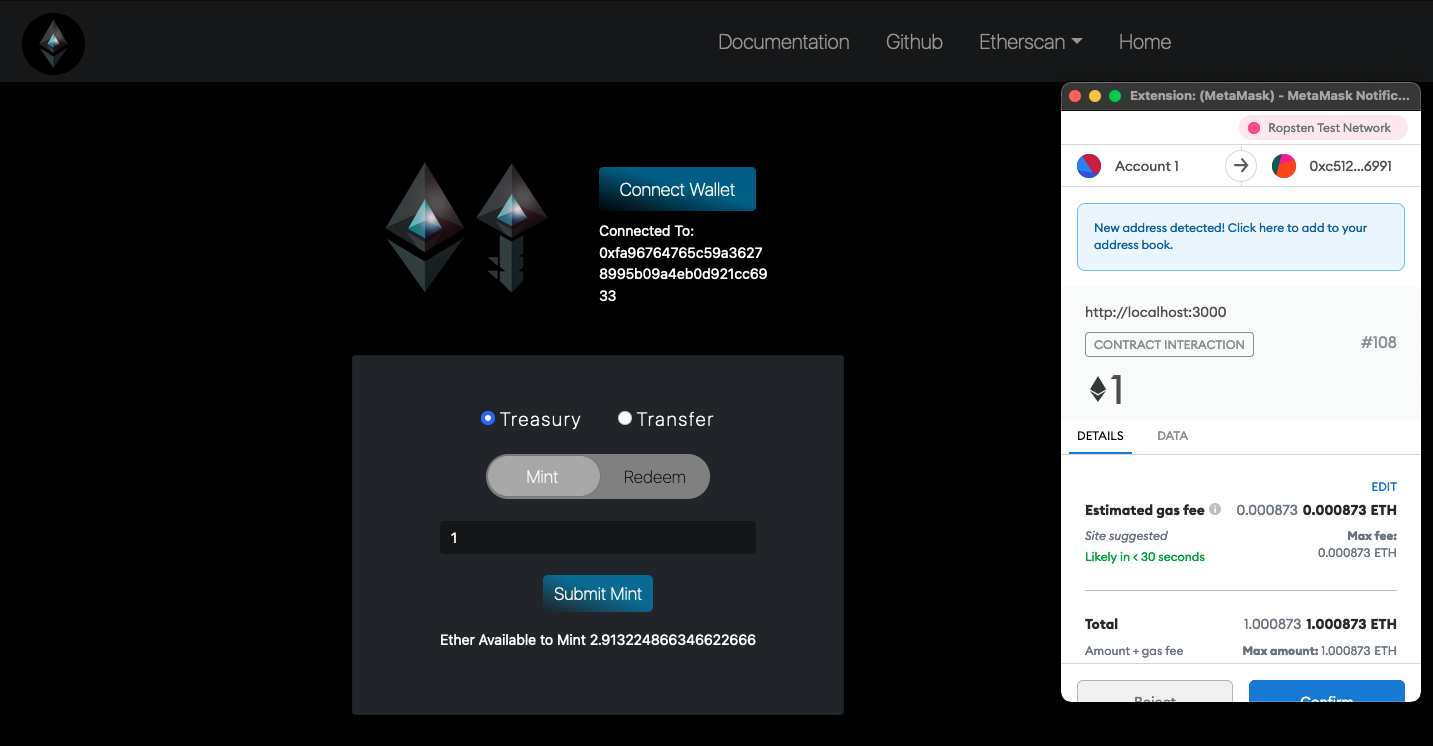 Documentation Github Etherscan Home
Connect Wallet
Connected To:
0xfa96764765c59a3627
8995b09a4eb0d921cc69
33
Treasury Transfer
Mint Redeem
1
Submit Mint
Ether Available to Mint 2.913224866346622666
Extension: (MetaMask) - MetaMask Notific...
Ropsten Test Network
Account 1 0xc512...6991
New address detected! Click here to add to your
address book.
http://localhost:3000
CONTRACT INTERACTION #108
1
DETAILS DATA
EDIT
Estimated gas fee 0.000873 0.000873 ETH
Site suggested Max fee:
Likely in < 30 seconds 0.000873 ETH
Total 1.000873 1.000873 ETH
Amount + gas fee Max amount: 1.000873 ETH
Reject Confirm